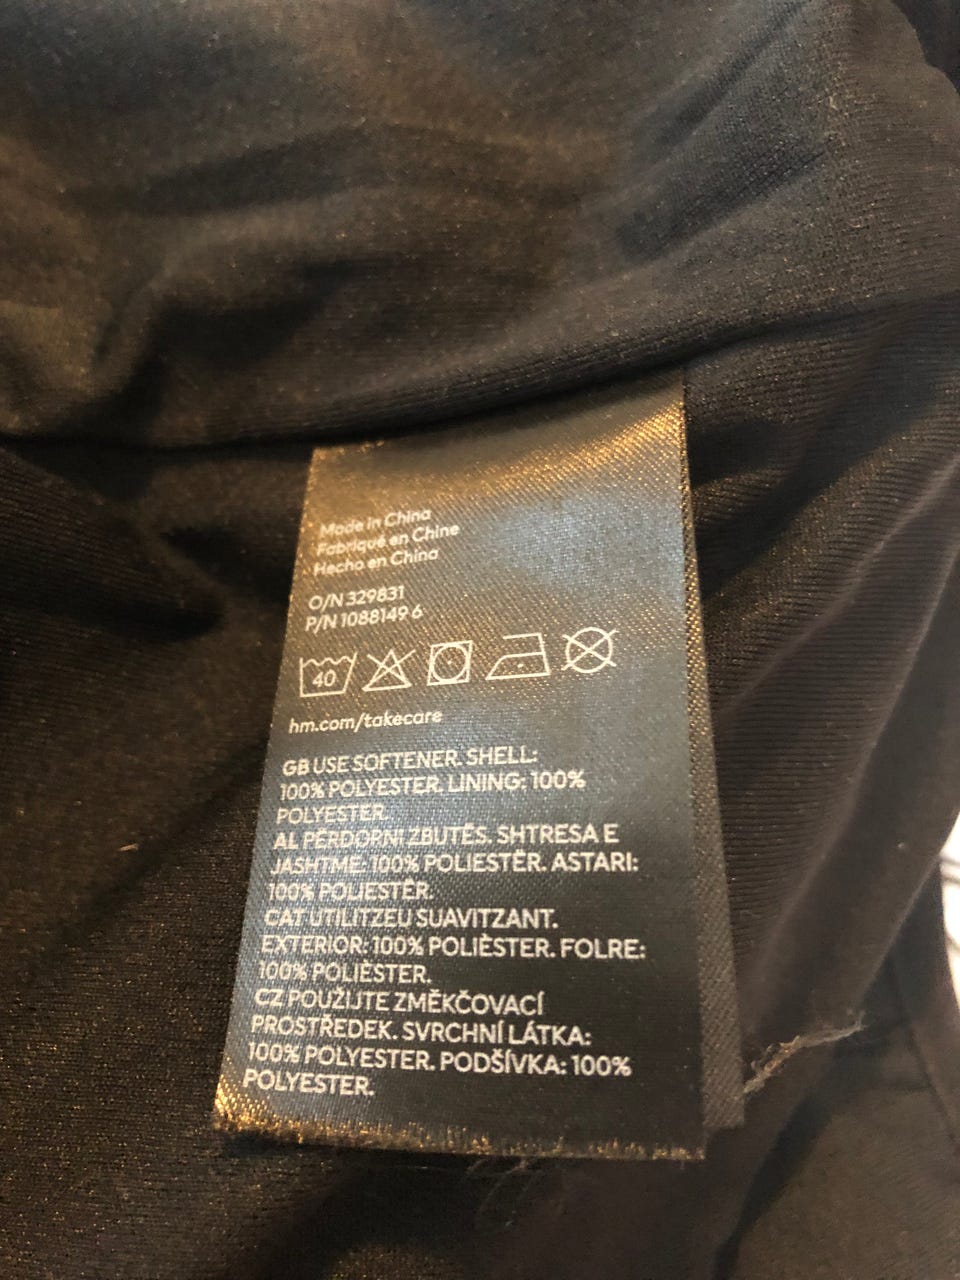 Made in China
Fabriqué en Chine
Hecho en China
O/N 329831
P/N 1088149 6
40
hm.com/takecare
GB USE SOFTENER. SHELL:
100% POLYESTER. LINING: 100%
POLYESTER.
AL PËRDORNI ZBUTËS. SHTRESA E
JASHTME: 100% POLIESTËR. ASTARI:
100% POLIESTËR.
CAT UTILITZEU SUAVITZANT.
EXTERIOR: 100% POLIÈSTER. FOLRE:
100% POLIÈSTER.
CZ POUŽIJTE ZMĚKČOVACÍ
PROSTŘEDEK. SVRCHNÍ LÁTKA:
100% POLYESTER. PODŠÍVKA: 100%
POLYESTER.